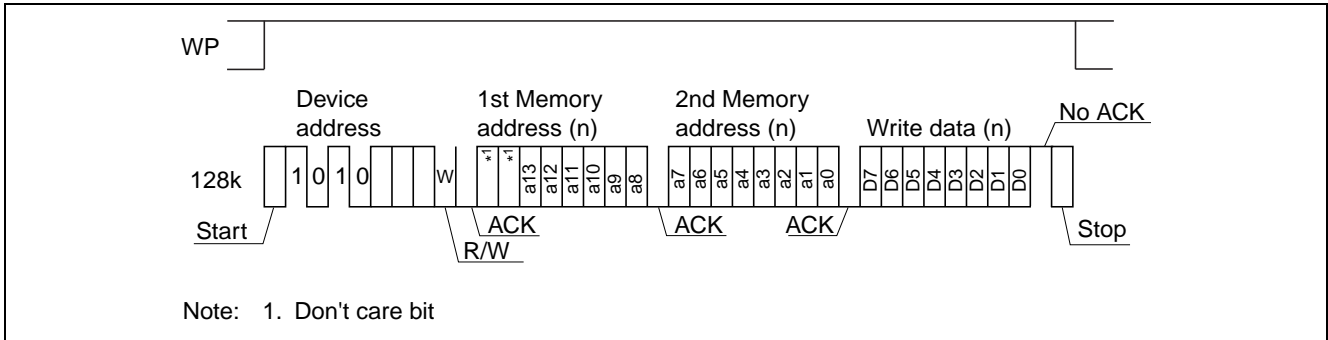 WP
Device address
1st Memory address (n)
2nd Memory address (n)
Write data (n)
No ACK
128k
1 0 1 0
W
*1 *1 a13 a12 a11 a10 a9 a8
a7 a6 a5 a4 a3 a2 a1 a0
D7 D6 D5 D4 D3 D2 D1 D0
Start
R/W
ACK
ACK
ACK
Stop
Note: 1. Don't care bit